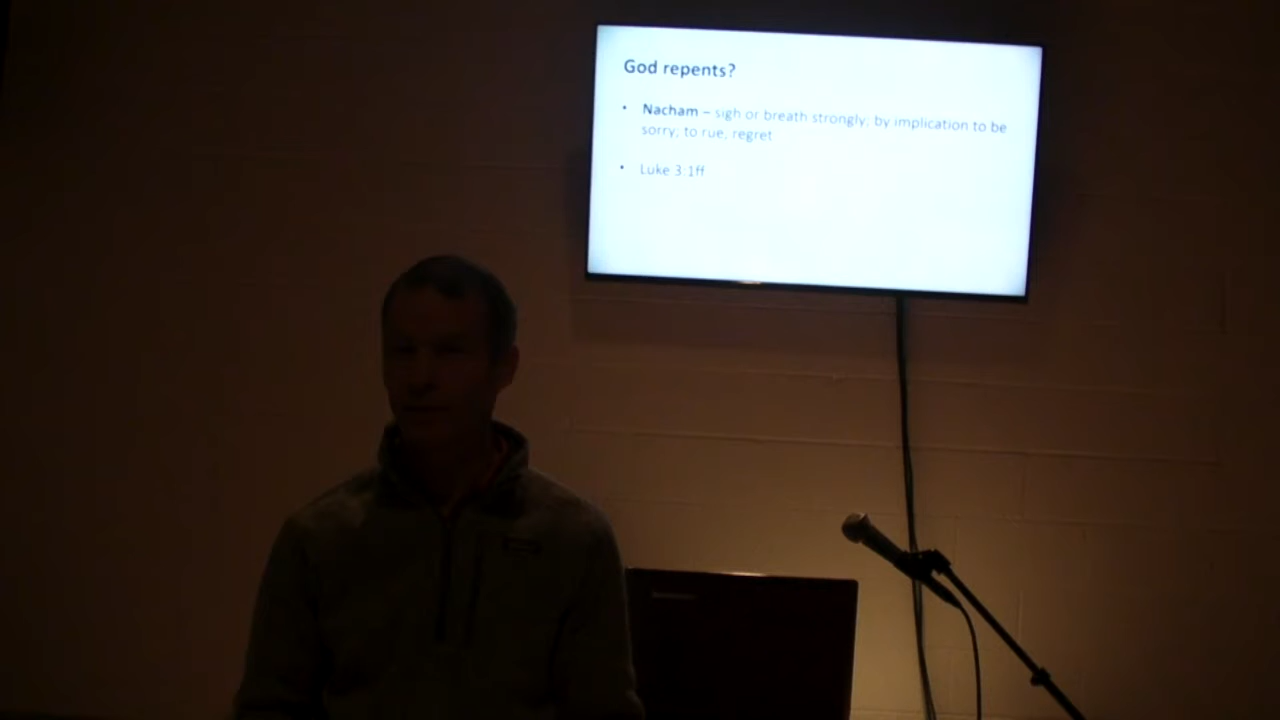 God repents?
• Nacham – sigh or breath strongly; by implication to be
sorry; to rue, regret
• Luke 3:1ff